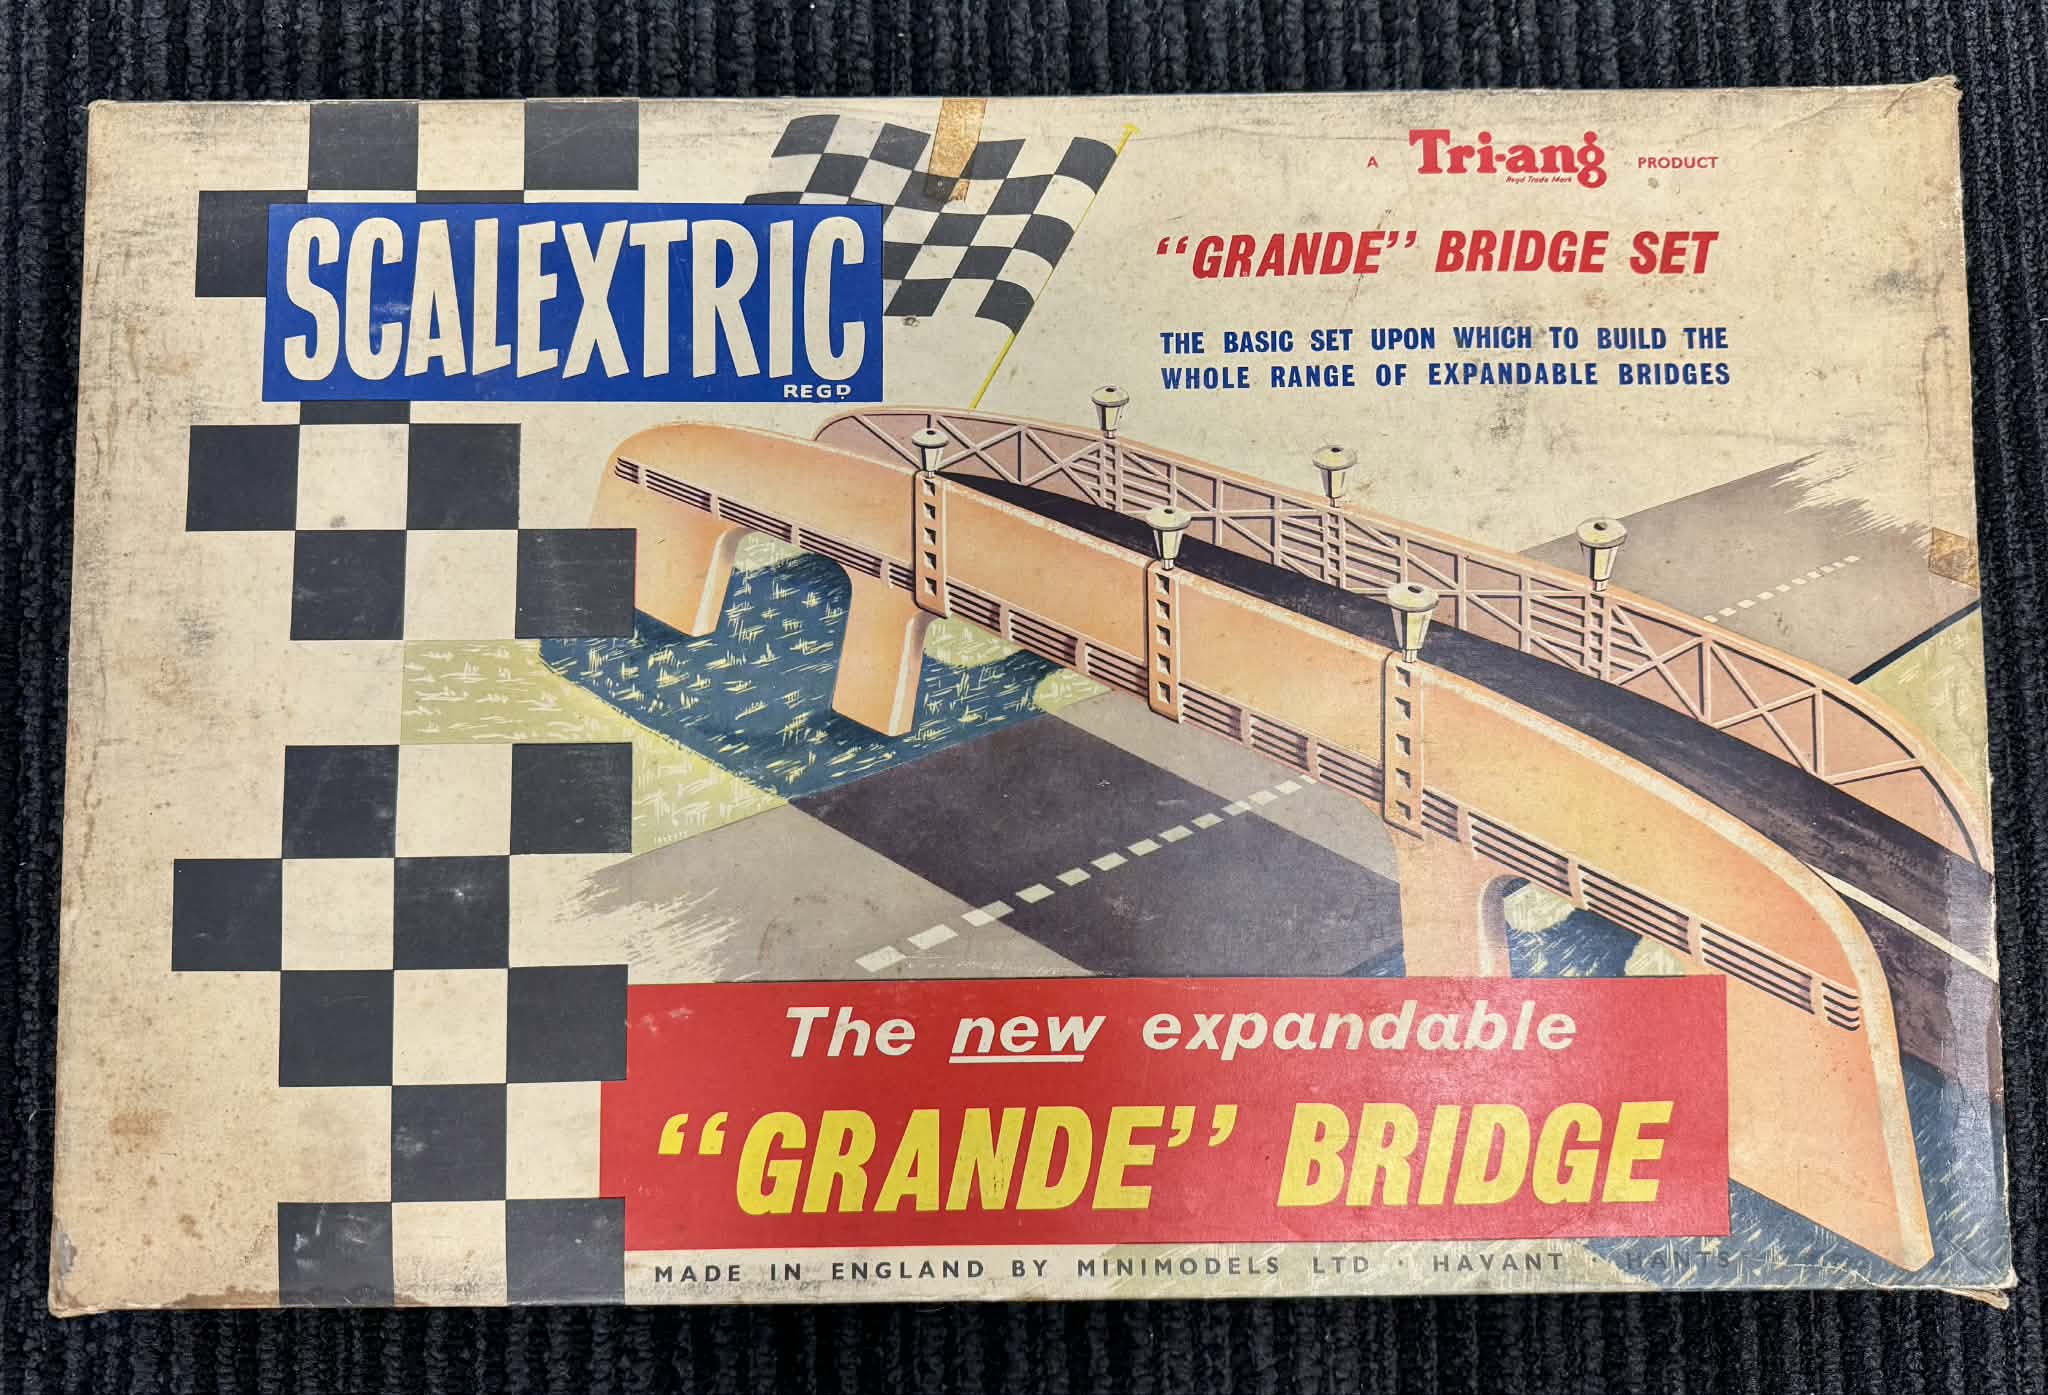 SCALEXTRIC
REGD.
A Tri-ang PRODUCT
Regd Trade Mark
“GRANDE” BRIDGE SET
THE BASIC SET UPON WHICH TO BUILD THE
WHOLE RANGE OF EXPANDABLE BRIDGES
The new expandable
“GRANDE” BRIDGE
MADE IN ENGLAND BY MINIMODELS LTD · HAVANT · HANTS